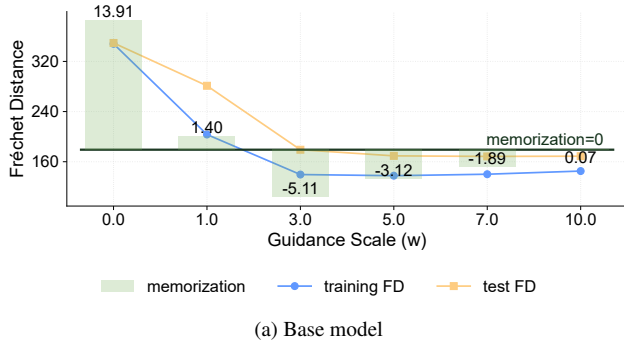 13.91
320
240
160
Fréchet Distance
1.40
memorization=0
-5.11
-3.12
-1.89
0.07
0.0 1.0 3.0 5.0 7.0 10.0
Guidance Scale (w)
memorization training FD test FD
(a) Base model